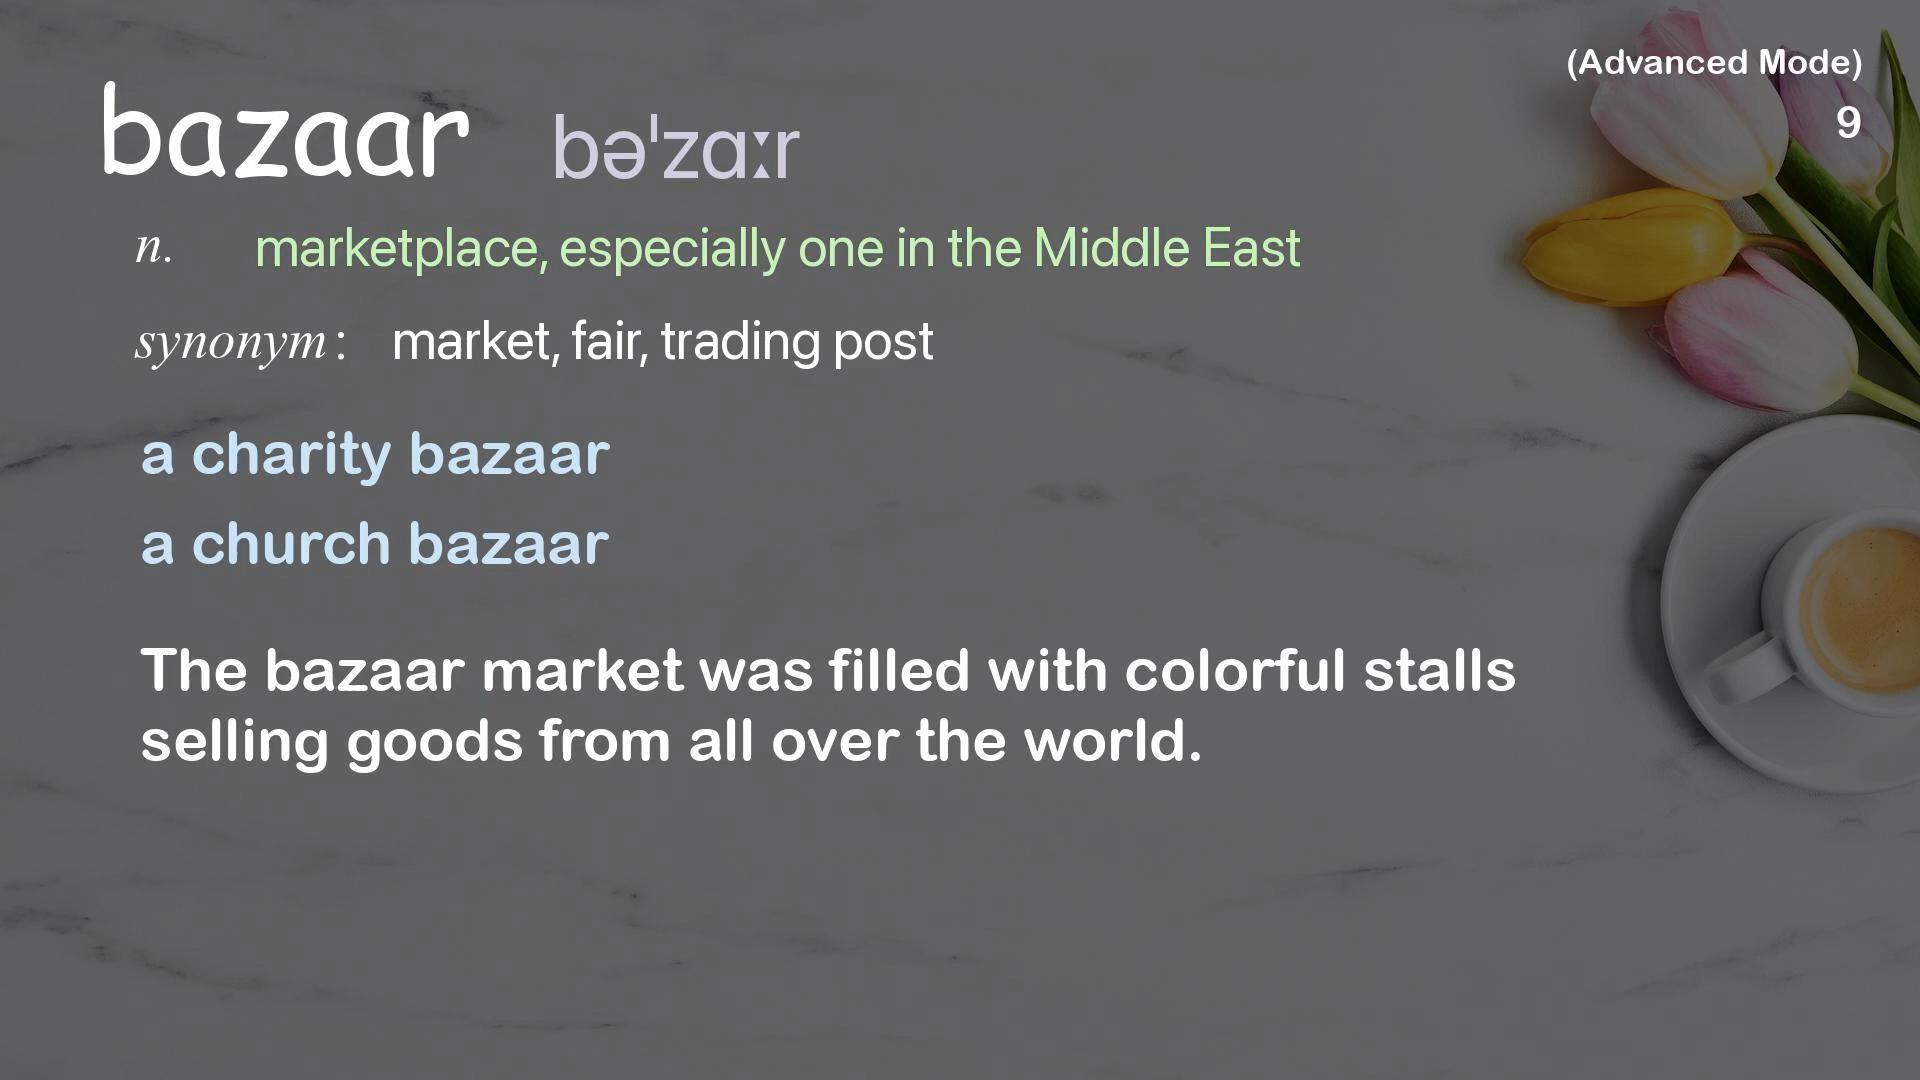 (Advanced Mode)
9
bazaar bəˈzɑːr
n. marketplace, especially one in the Middle East
synonym: market, fair, trading post
a charity bazaar
a church bazaar
The bazaar market was filled with colorful stalls
selling goods from all over the world.